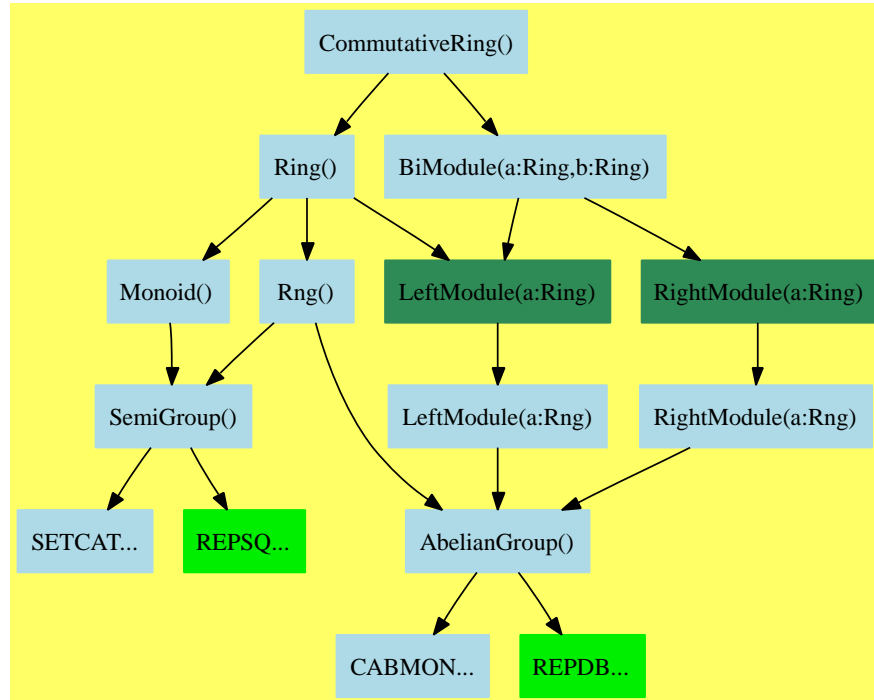 CommutativeRing()
Ring()
BiModule(a:Ring,b:Ring)
Monoid()
Rng()
LeftModule(a:Ring)
RightModule(a:Ring)
SemiGroup()
LeftModule(a:Rng)
RightModule(a:Rng)
SETCAT...
REPSQ...
AbelianGroup()
CABMON...
REPDB...